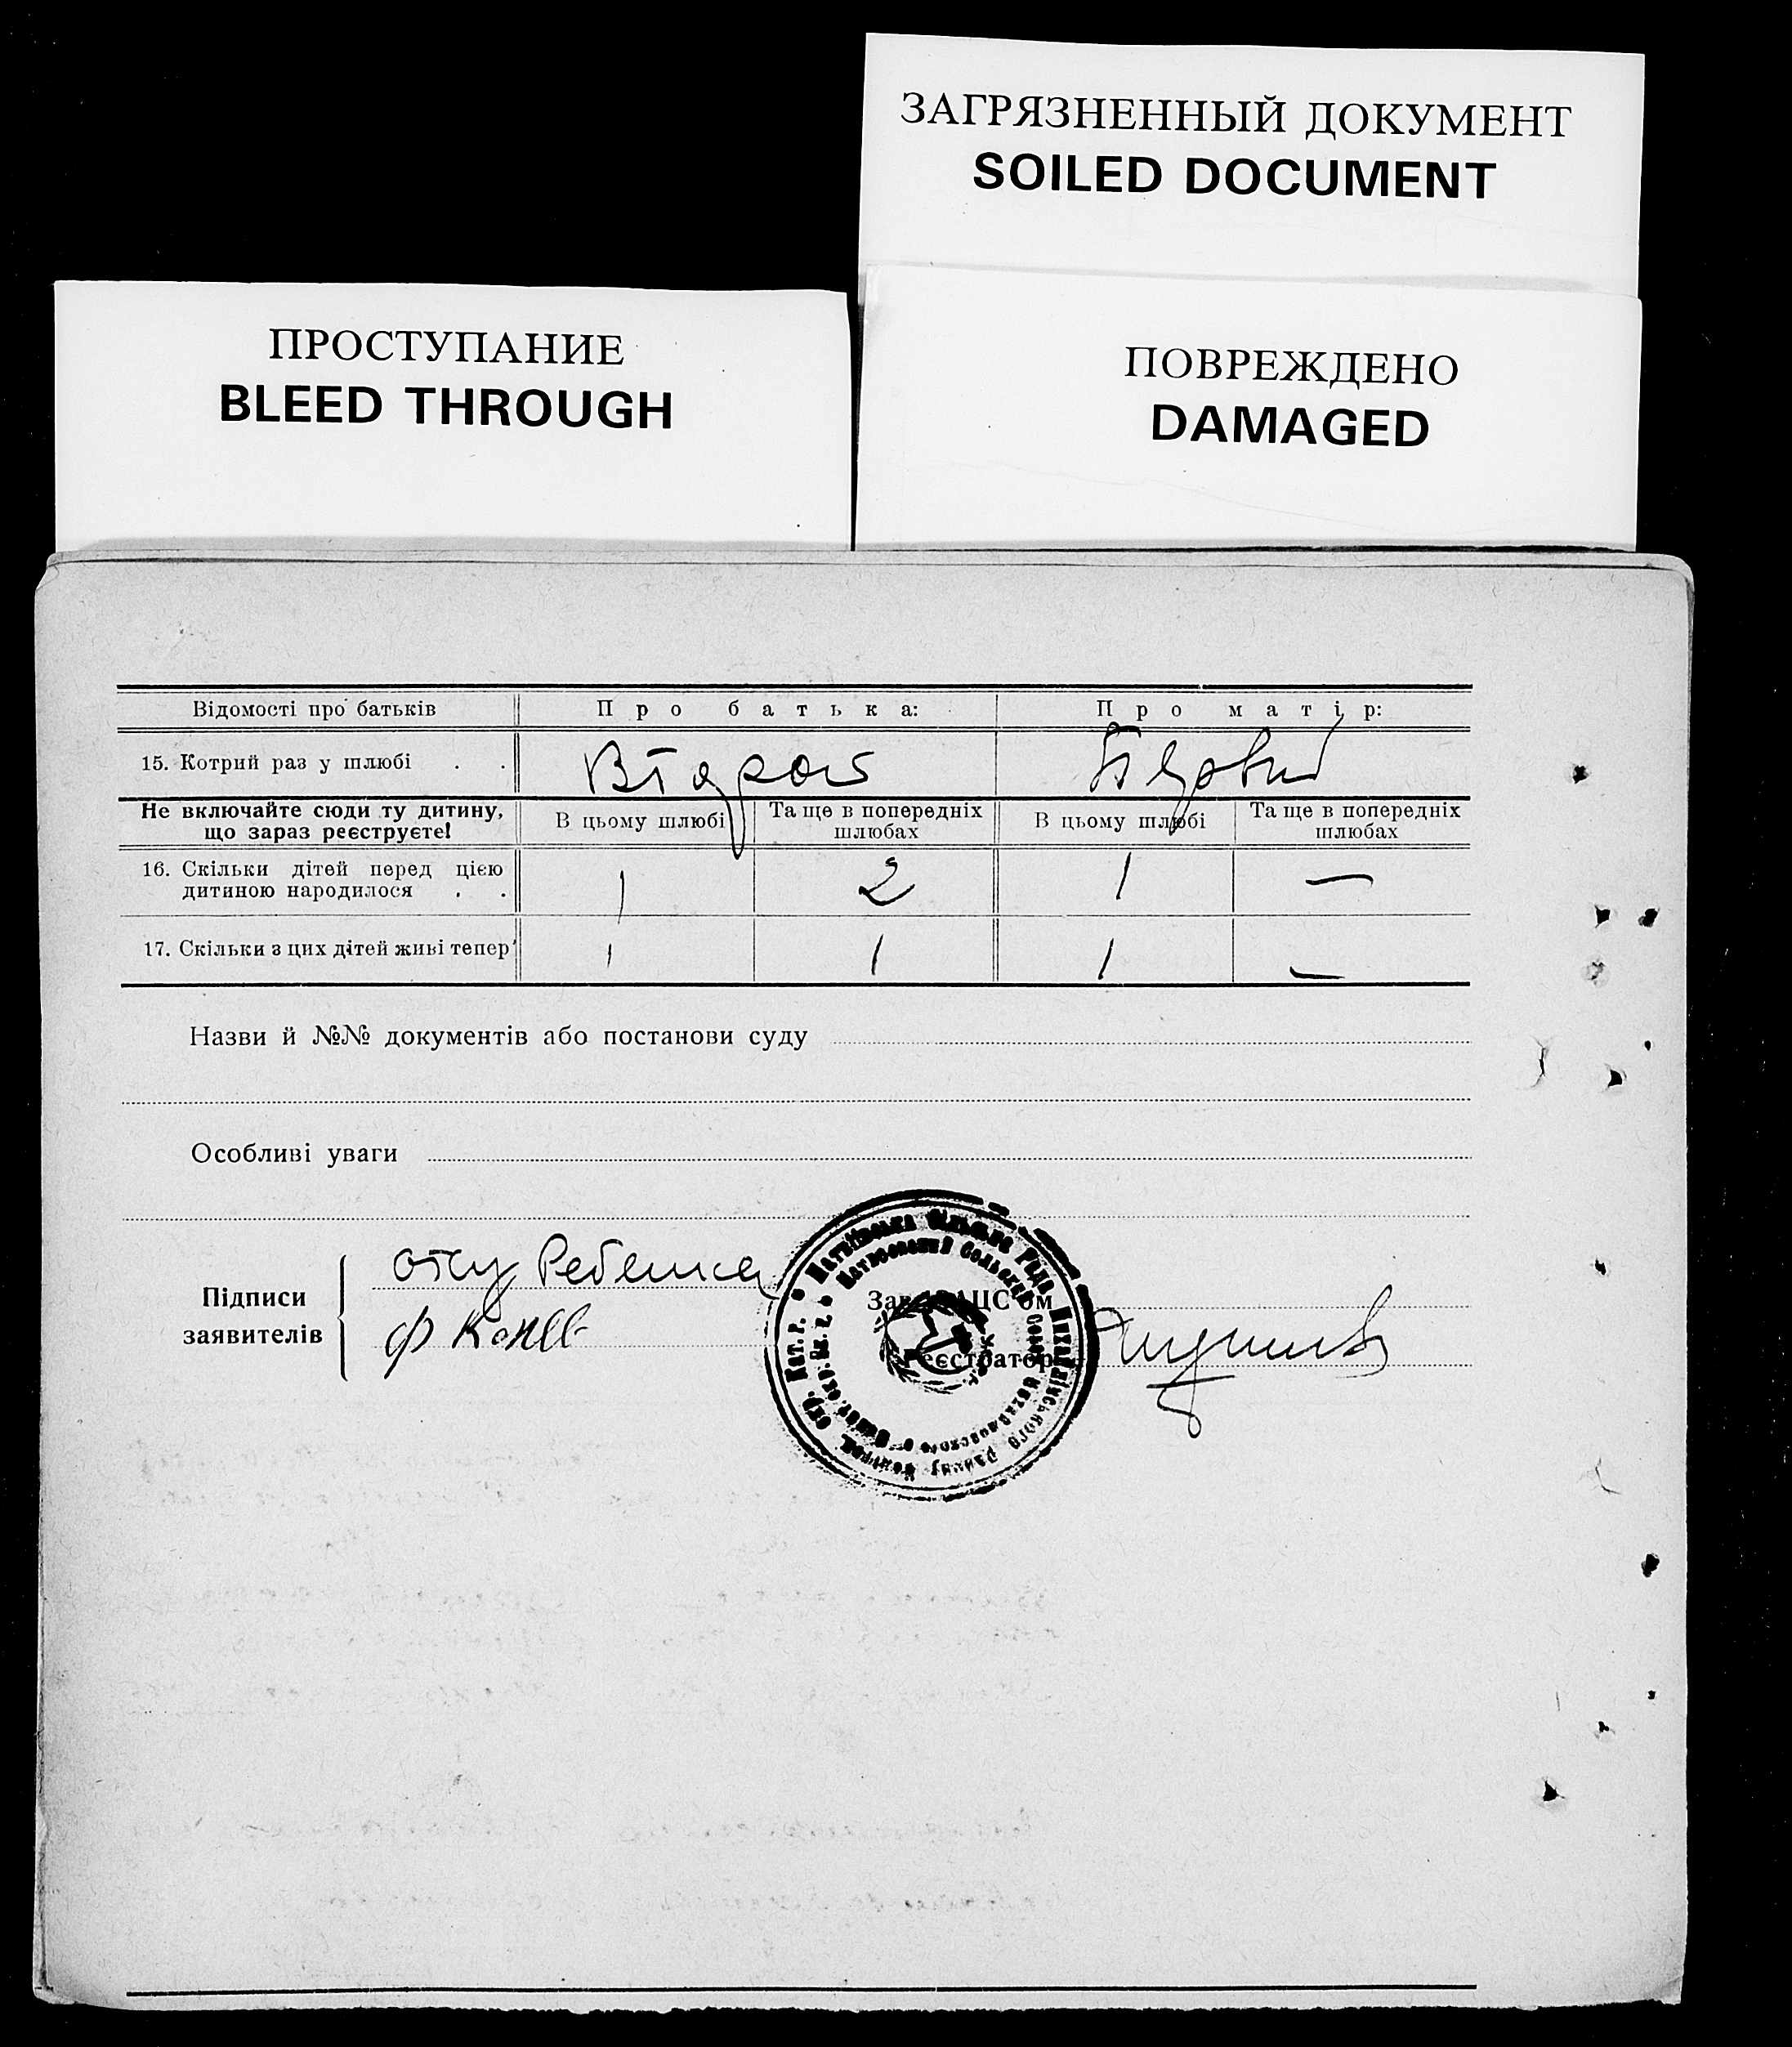 ЗАГРЯЗНЕННЫЙ ДОКУМЕНТ
SOILED DOCUMENT
ПРОСТУПАНИЕ
BLEED THROUGH
ПОВРЕЖДЕНО
DAMAGED
Відомості про батьків Про батька: Про матір:
15. Котрий раз у шлюбі . . Второй Первый
Не включайте сюди ту дитину, що зараз реєструєте! В цьому шлюбі Та ще в попередніх шлюбах В цьому шлюбі Та ще в попередніх шлюбах
16. Скільки дітей перед цією
дитиною народилося . . 1 2 1 —
17. Скільки з цих дітей живі тепер 1 1 1 —
Назви й №№ документів або постанови суду
Особливі уваги
Підписи
заявителів
отец Ребенка
Зав. ЗАЦС'ом
Реєстратор